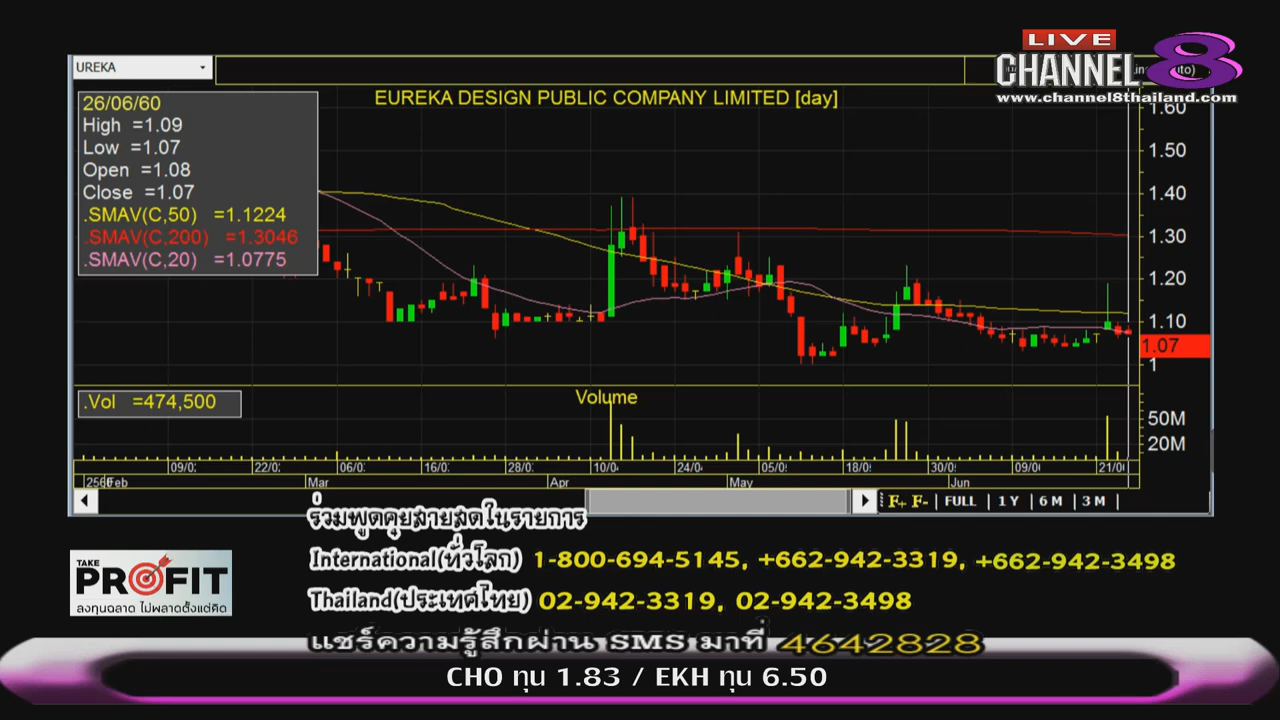 LIVE
CHANNEL 8
www.channel8thailand.com
UREKA
EUREKA DESIGN PUBLIC COMPANY LIMITED [day]
26/06/60
High =1.09
Low =1.07
Open =1.08
Close =1.07
.SMAV(C,50) =1.1224
.SMAV(C,200) =1.3046
.SMAV(C,20) =1.0775
1.60
1.50
1.40
1.30
1.20
1.10
1.07
1
.Vol =474,500
Volume
50M
20M
09/0 22/0 06/0 16/0 28/0 10/0 24/0 05/0 18/0 30/0 09/0 21/0
Feb Mar Apr May Jun
F+ F- | FULL | 1 Y | 6 M | 3 M |
ร่วมพูดคุยสายสดในรายการ
International(ทั่วโลก) 1-800-694-5145, +662-942-3319, +662-942-3498
Thailand(ประเทศไทย) 02-942-3319, 02-942-3498
แชร์ความรู้สึกผ่าน SMS มาที่ 4642828
TAKE
PROFIT
ลงทุนฉลาด ไม่พลาดตั้งแต่คิด
CHO ทุน 1.83 / EKH ทุน 6.50